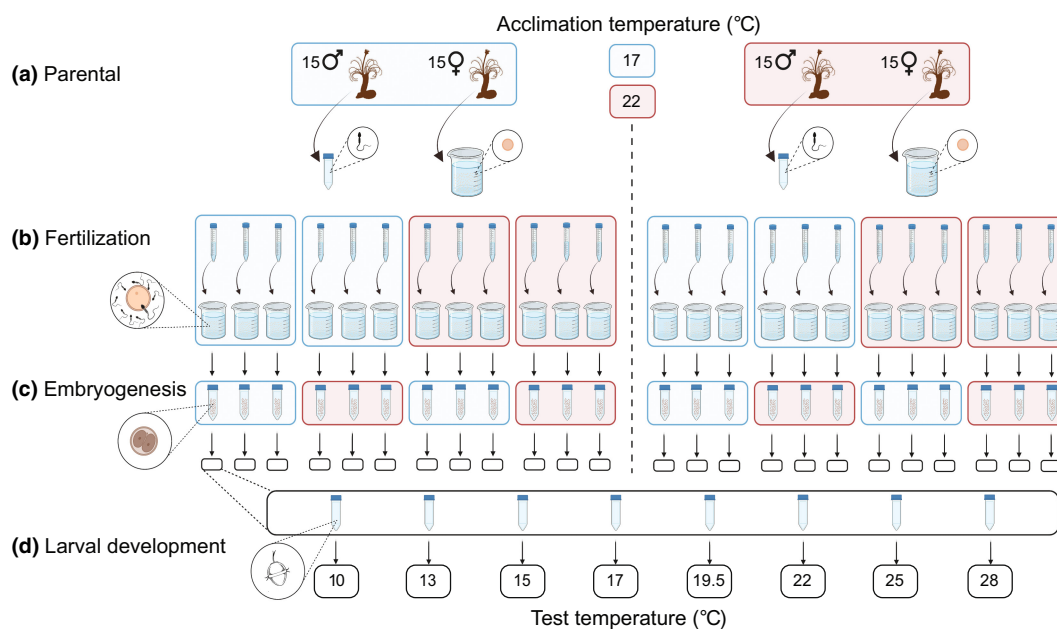 Acclimation temperature (℃)
(a) Parental
15♂ 15♀ 17 15♂ 15♀
22
(b) Fertilization
(c) Embryogenesis
(d) Larval development
10 13 15 17 19.5 22 25 28
Test temperature (℃)